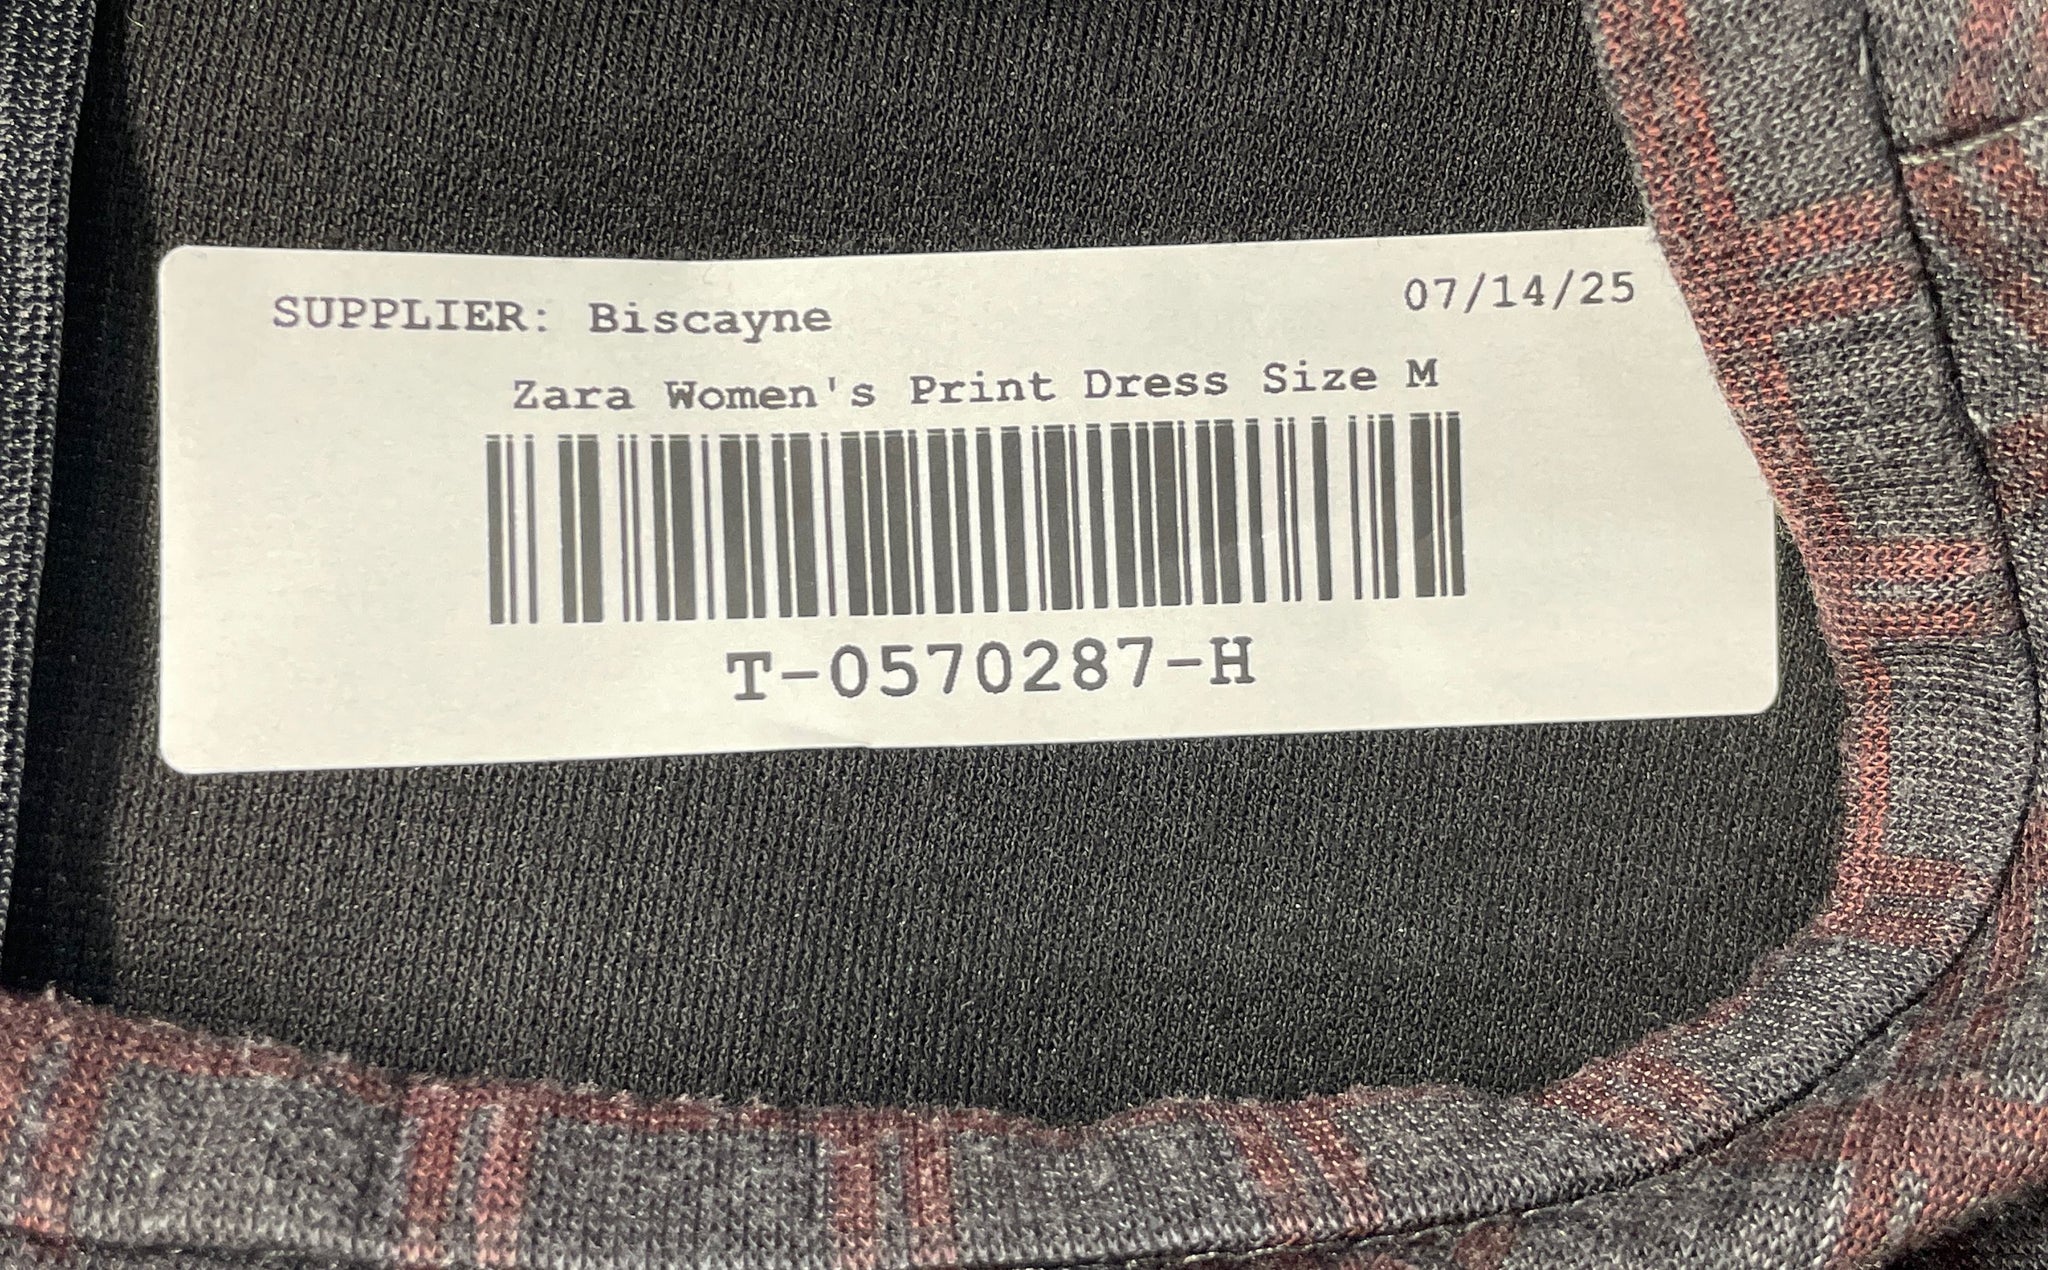 SUPPLIER: Biscayne 07/14/25
Zara Women's Print Dress Size M
T-0570287-H